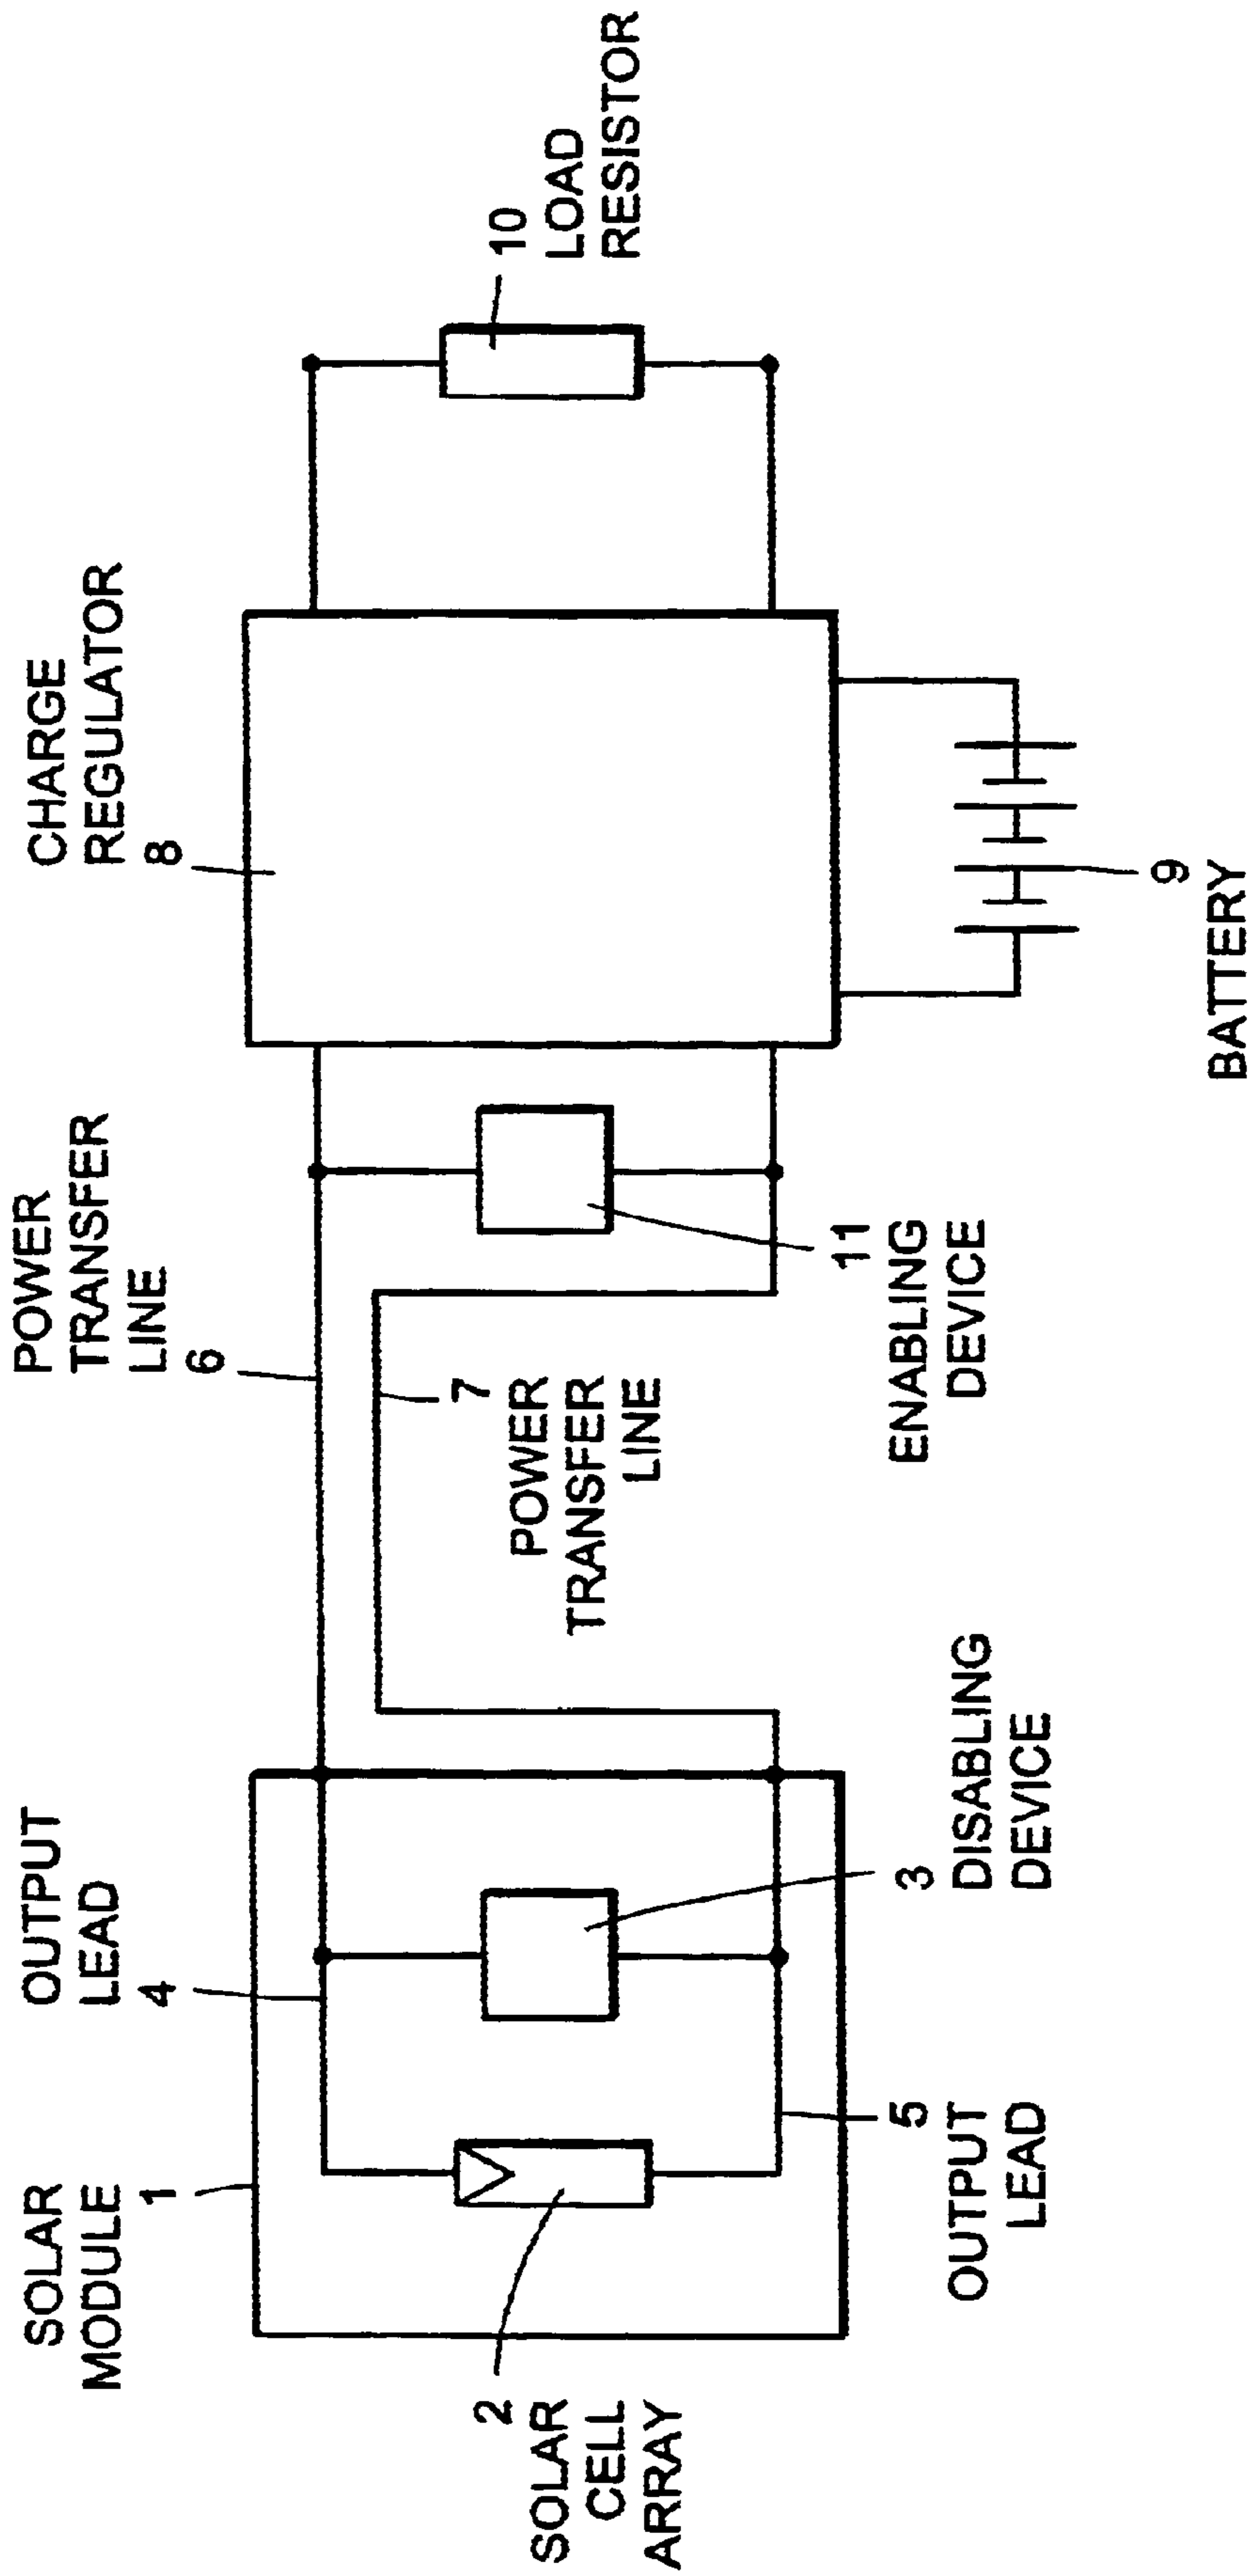 SOLAR
MODULE
1
OUTPUT
LEAD
4
POWER
TRANSFER
LINE
6
CHARGE
REGULATOR
8
2
SOLAR
CELL
ARRAY
7
POWER
TRANSFER
LINE
10
LOAD
RESISTOR
5
OUTPUT
LEAD
3
DISABLING
DEVICE
11
ENABLING
DEVICE
9
BATTERY